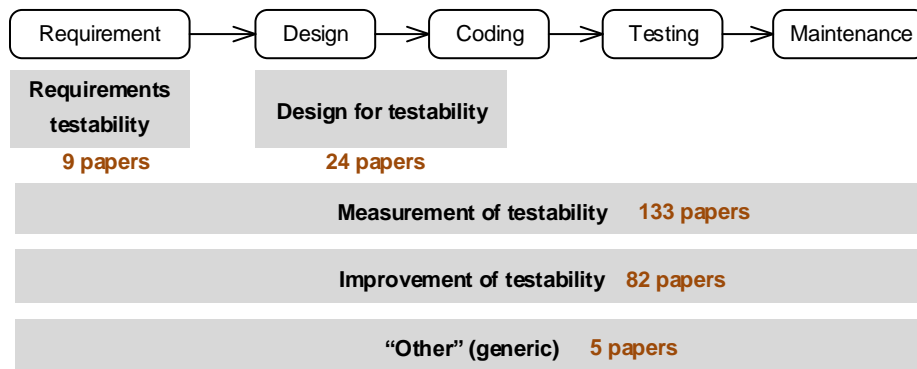 Requirement Design Coding Testing Maintenance
Requirements
testability
Design for testability
9 papers 24 papers
Measurement of testability 133 papers
Improvement of testability 82 papers
“Other” (generic) 5 papers